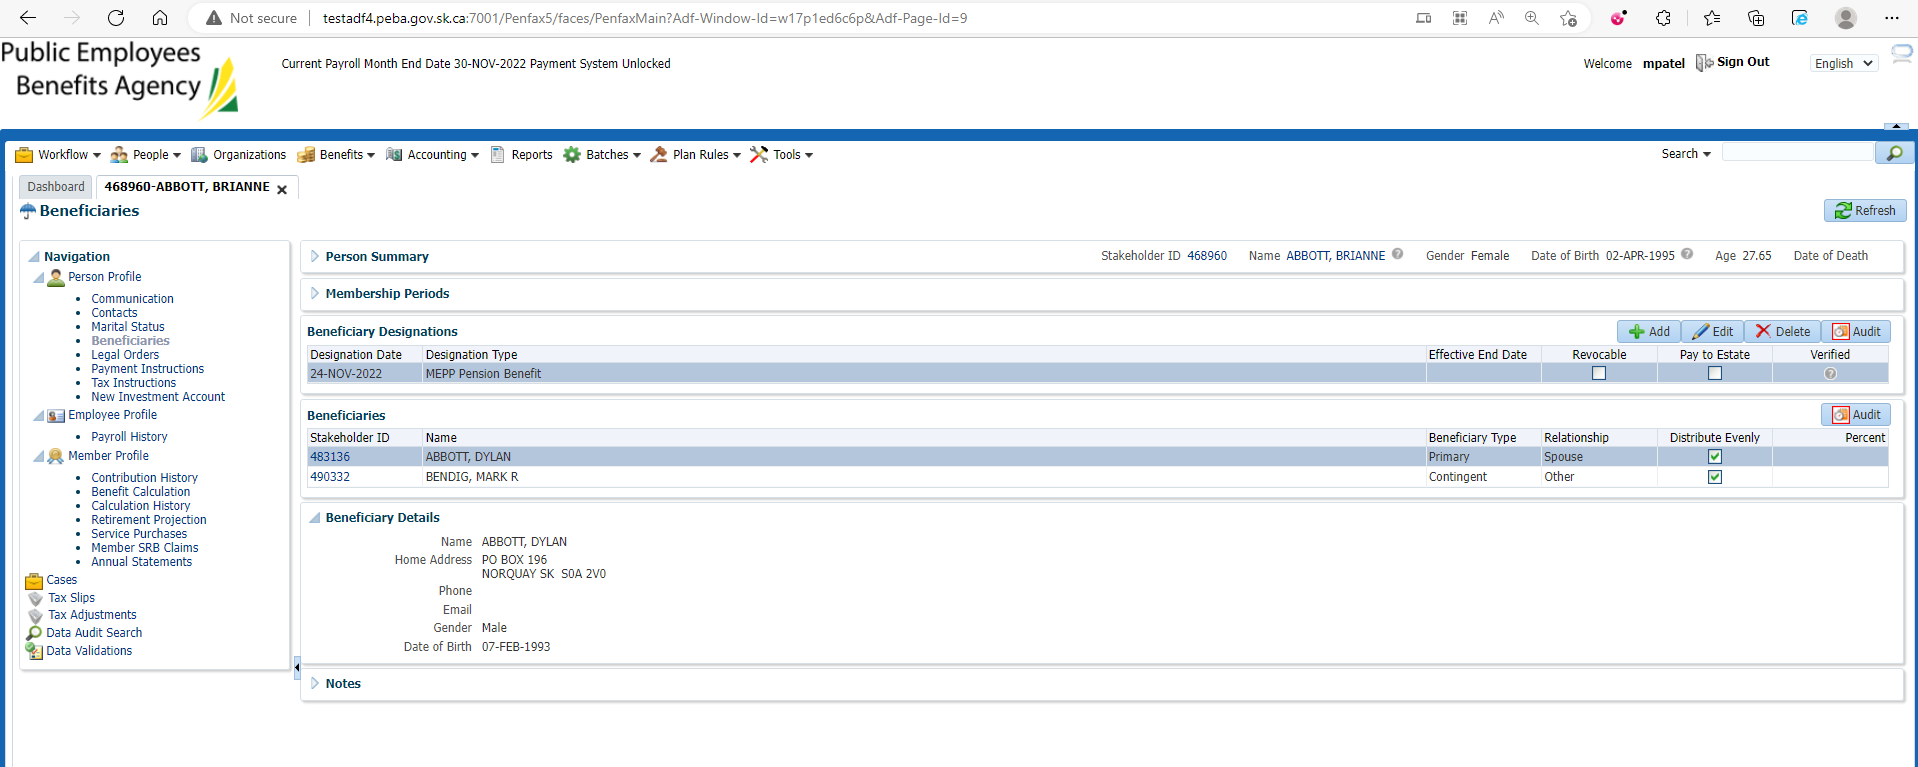 Not secure testadf4.peba.gov.sk.ca:7001/Penfax5/faces/PenfaxMain?Adf-Window-Id=w17p1ed6c6p&Adf-Page-Id=9
Public Employees
Benefits Agency
Current Payroll Month End Date 30-NOV-2022 Payment System Unlocked
Welcome mpatel Sign Out English
Workflow People Organizations Benefits Accounting Reports Batches Plan Rules Tools Search
Dashboard 468960-ABBOTT, BRIANNE
Beneficiaries
Refresh
Navigation
Person Profile
Communication
Contacts
Marital Status
Beneficiaries
Legal Orders
Payment Instructions
Tax Instructions
New Investment Account
Employee Profile
Payroll History
Member Profile
Contribution History
Benefit Calculation
Calculation History
Retirement Projection
Service Purchases
Member SRB Claims
Annual Statements
Cases
Tax Slips
Tax Adjustments
Data Audit Search
Data Validations
Person Summary Stakeholder ID 468960 Name ABBOTT, BRIANNE Gender Female Date of Birth 02-APR-1995 Age 27.65 Date of Death
Membership Periods
Beneficiary Designations Add Edit Delete Audit
Designation Date Designation Type Effective End Date Revocable Pay to Estate Verified
24-NOV-2022 MEPP Pension Benefit
Beneficiaries Audit
Stakeholder ID Name Beneficiary Type Relationship Distribute Evenly Percent
483136 ABBOTT, DYLAN Primary Spouse
490332 BENDIG, MARK R Contingent Other
Beneficiary Details
Name ABBOTT, DYLAN
Home Address PO BOX 196
NORQUAY SK S0A 2V0
Phone
Email
Gender Male
Date of Birth 07-FEB-1993
Notes